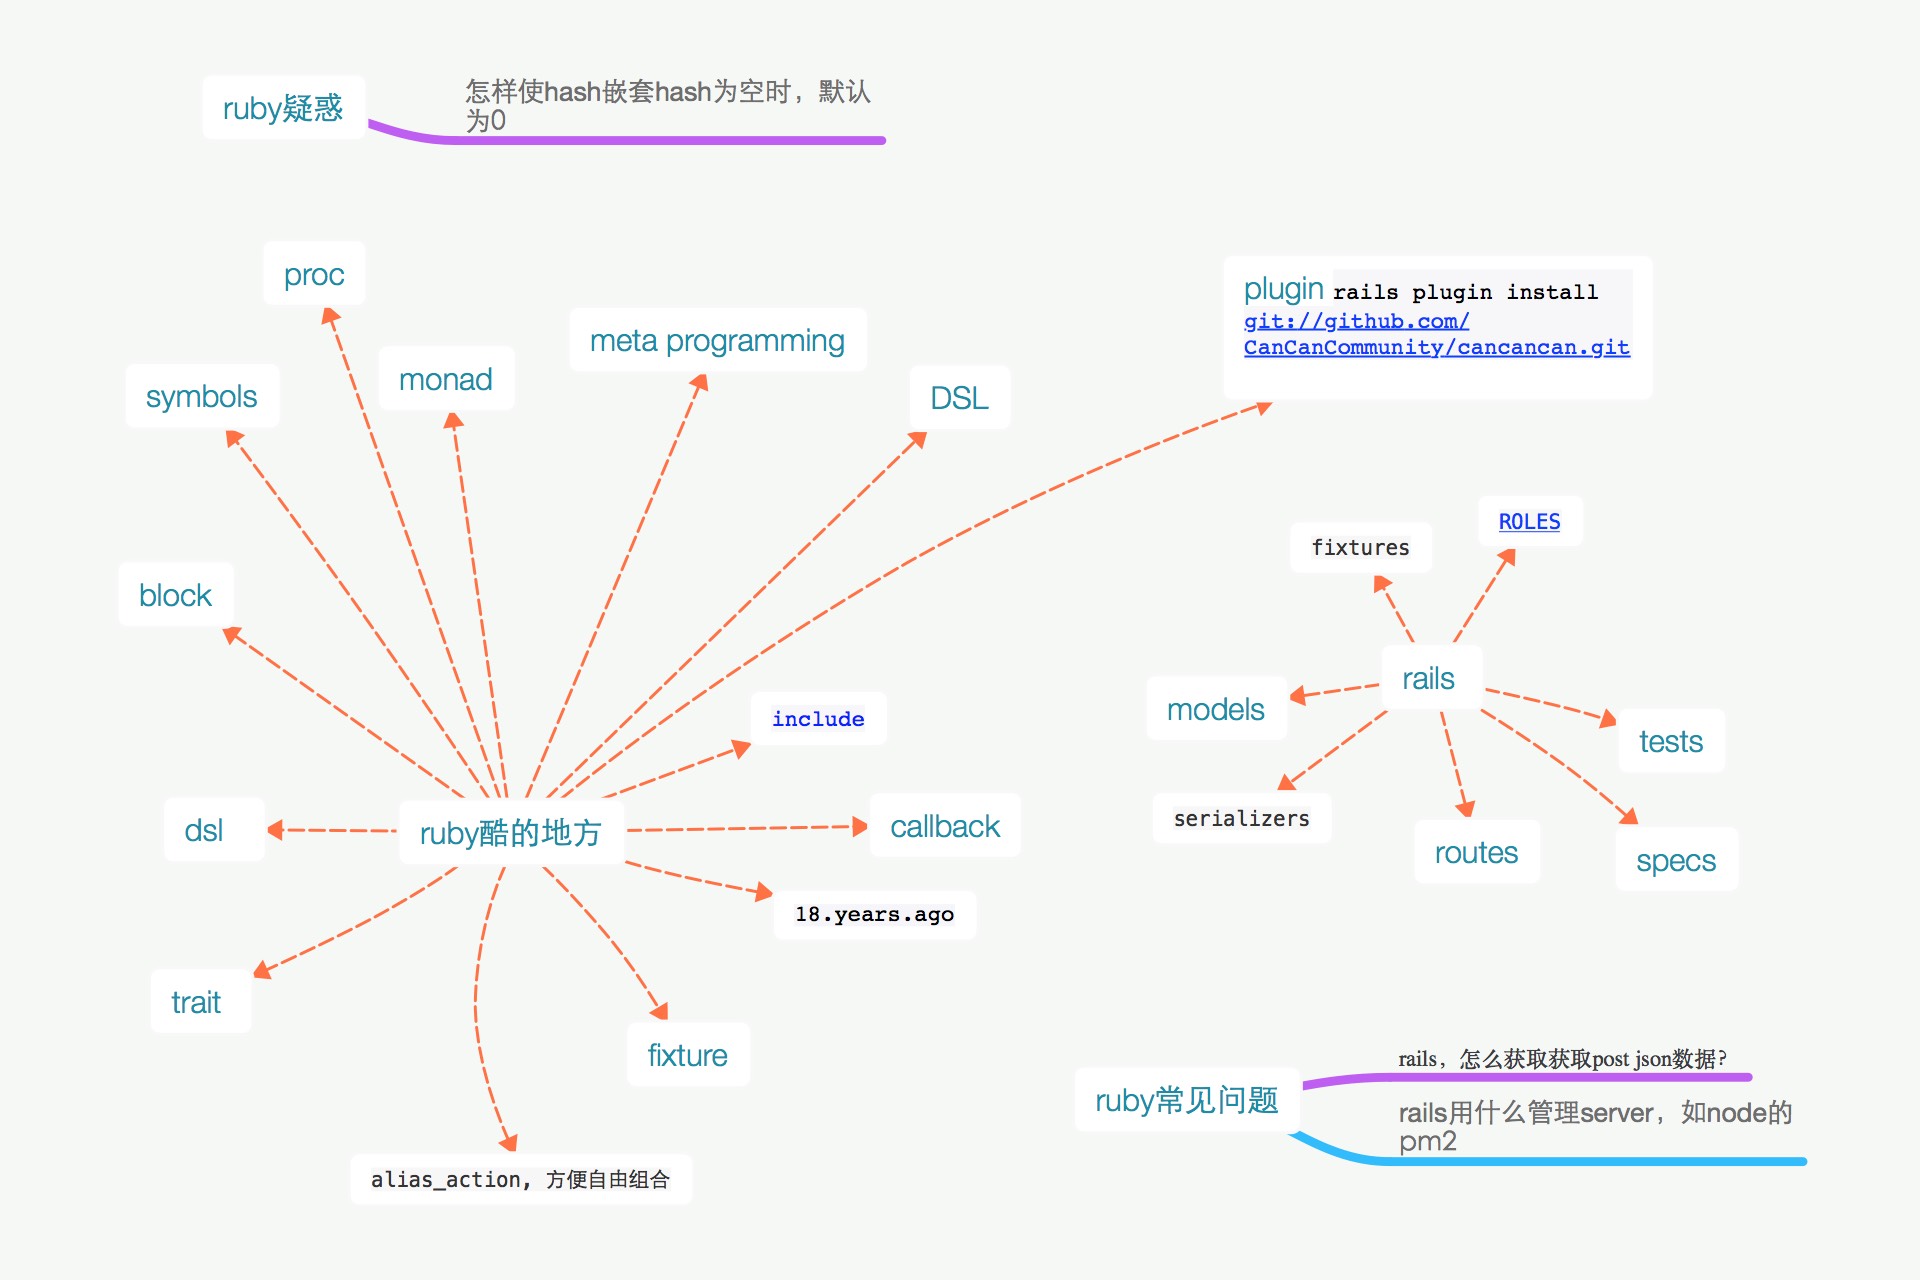 ruby疑惑
怎样使hash嵌套hash为空时，默认
为0
proc
symbols
monad
meta programming
DSL
plugin rails plugin install
git://github.com/
CanCanCommunity/cancancan.git
block
include
dsl
ruby酷的地方
callback
18.years.ago
trait
fixture
alias_action, 方便自由组合
fixtures
ROLES
rails
models
tests
serializers
routes
specs
ruby常见问题
rails，怎么获取获取post json数据?
rails用什么管理server，如node的
pm2